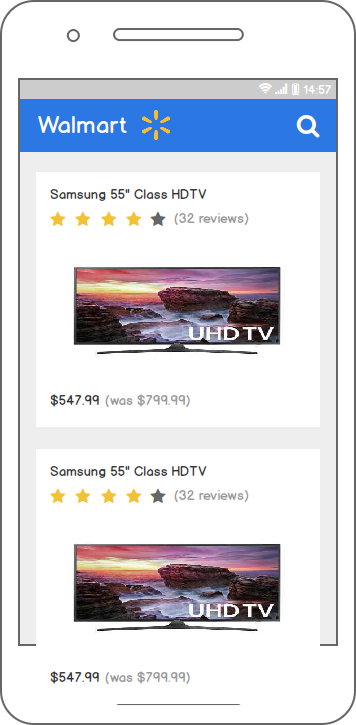 14:57
Walmart
Samsung 55" Class HDTV
(32 reviews)
UHD TV
$547.99 (was $799.99)
Samsung 55" Class HDTV
(32 reviews)
UHD TV
$547.99 (was $799.99)